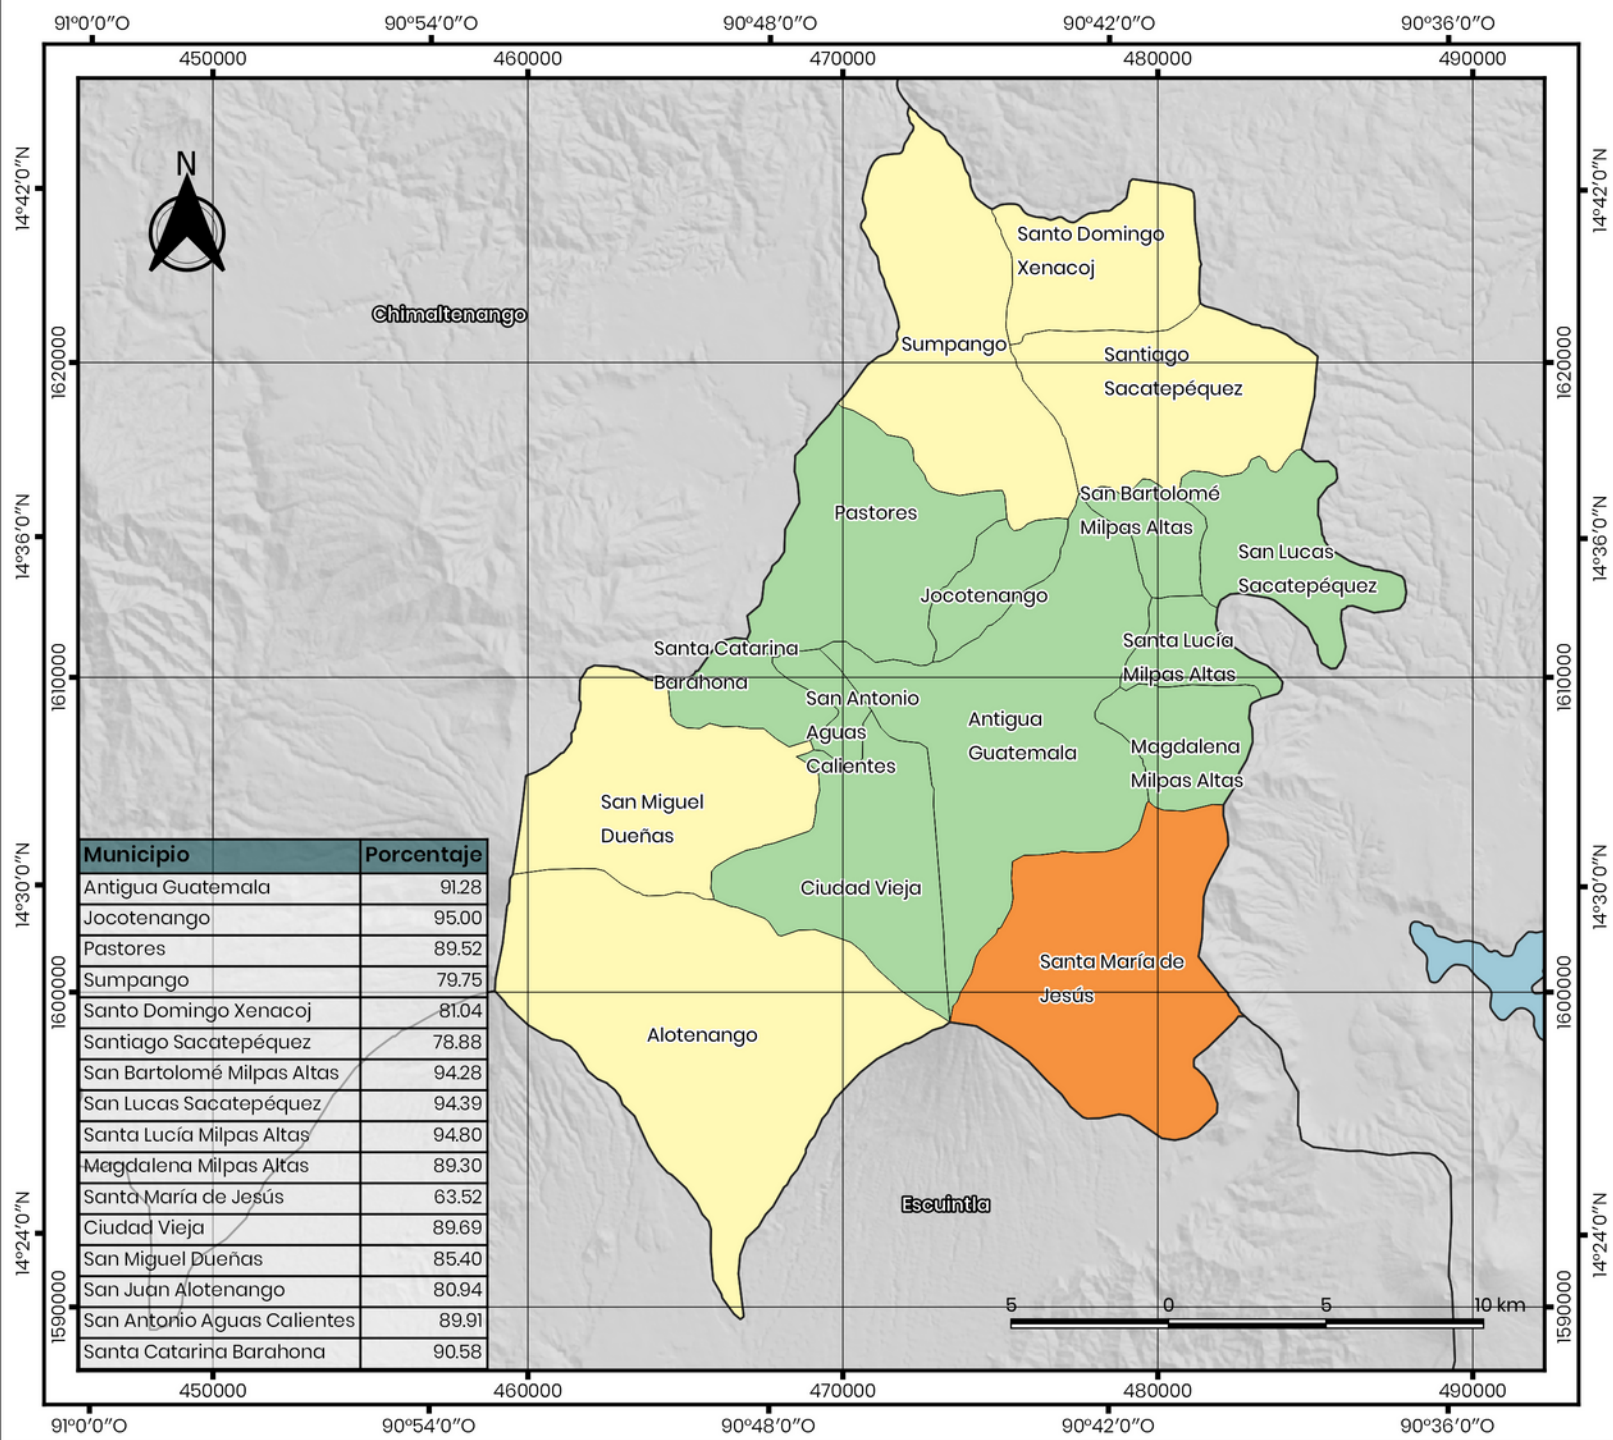 91°0'0"O 90°54'0"O 90°48'0"O 90°42'0"O 90°36'0"O
450000 460000 470000 480000 490000
14°42'0"N
14°36'0"N
14°30'0"N
14°24'0"N
1620000
1610000
1600000
1590000
N
Chimaltenango
Santo Domingo
Xenacoj
Sumpango
Santiago
Sacatepéquez
Pastores
San Bartolomé
Milpas Altas
San Lucas
Sacatepéquez
Jocotenango
Santa Catarina
Barahona
Santa Lucía
Milpas Altas
San Antonio
Aguas
Calientes
Antigua
Guatemala
Magdalena
Milpas Altas
San Miguel
Dueñas
Ciudad Vieja
Santa María de
Jesús
Alotenango
Escuintla
Municipio Porcentaje
Antigua Guatemala 91.28
Jocotenango 95.00
Pastores 89.52
Sumpango 79.75
Santo Domingo Xenacoj 81.04
Santiago Sacatepéquez 78.88
San Bartolomé Milpas Altas 94.28
San Lucas Sacatepéquez 94.39
Santa Lucía Milpas Altas 94.80
Magdalena Milpas Altas 89.30
Santa María de Jesús 63.52
Ciudad Vieja 89.69
San Miguel Dueñas 85.40
San Juan Alotenango 80.94
San Antonio Aguas Calientes 89.91
Santa Catarina Barahona 90.58
5 0 5 10 km
1620000
1610000
1600000
1590000
14°42'0"N
14°36'0"N
14°30'0"N
14°24'0"N
450000 460000 470000 480000 490000
91°0'0"O 90°54'0"O 90°48'0"O 90°42'0"O 90°36'0"O